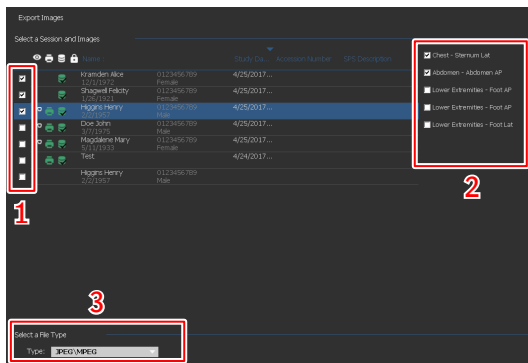 Export Images
Select a Session and Images
Name Study Da... Accession Number SPS Description
Kramden Alice 0123456789 4/25/2017...
12/1/1972 Female
Shagwell Felicity 0123456789 4/25/2017...
1/26/1921 Female
Higgins Henry 0123456789 4/25/2017...
2/2/1957 Male
Doe John 0123456789 4/25/2017...
3/7/1975 Male
Magdalene Mary 0123456789 4/25/2017...
5/11/1933 Female
Test 4/24/2017...
Higgins Henry 0123456789
2/2/1957 Male
1
Chest - Sternum Lat
Abdomen - Abdomen AP
Lower Extremities - Foot AP
Lower Extremities - Foot AP
Lower Extremities - Foot Lat
2
3
Select a File Type
Type: JPEG\MPEG